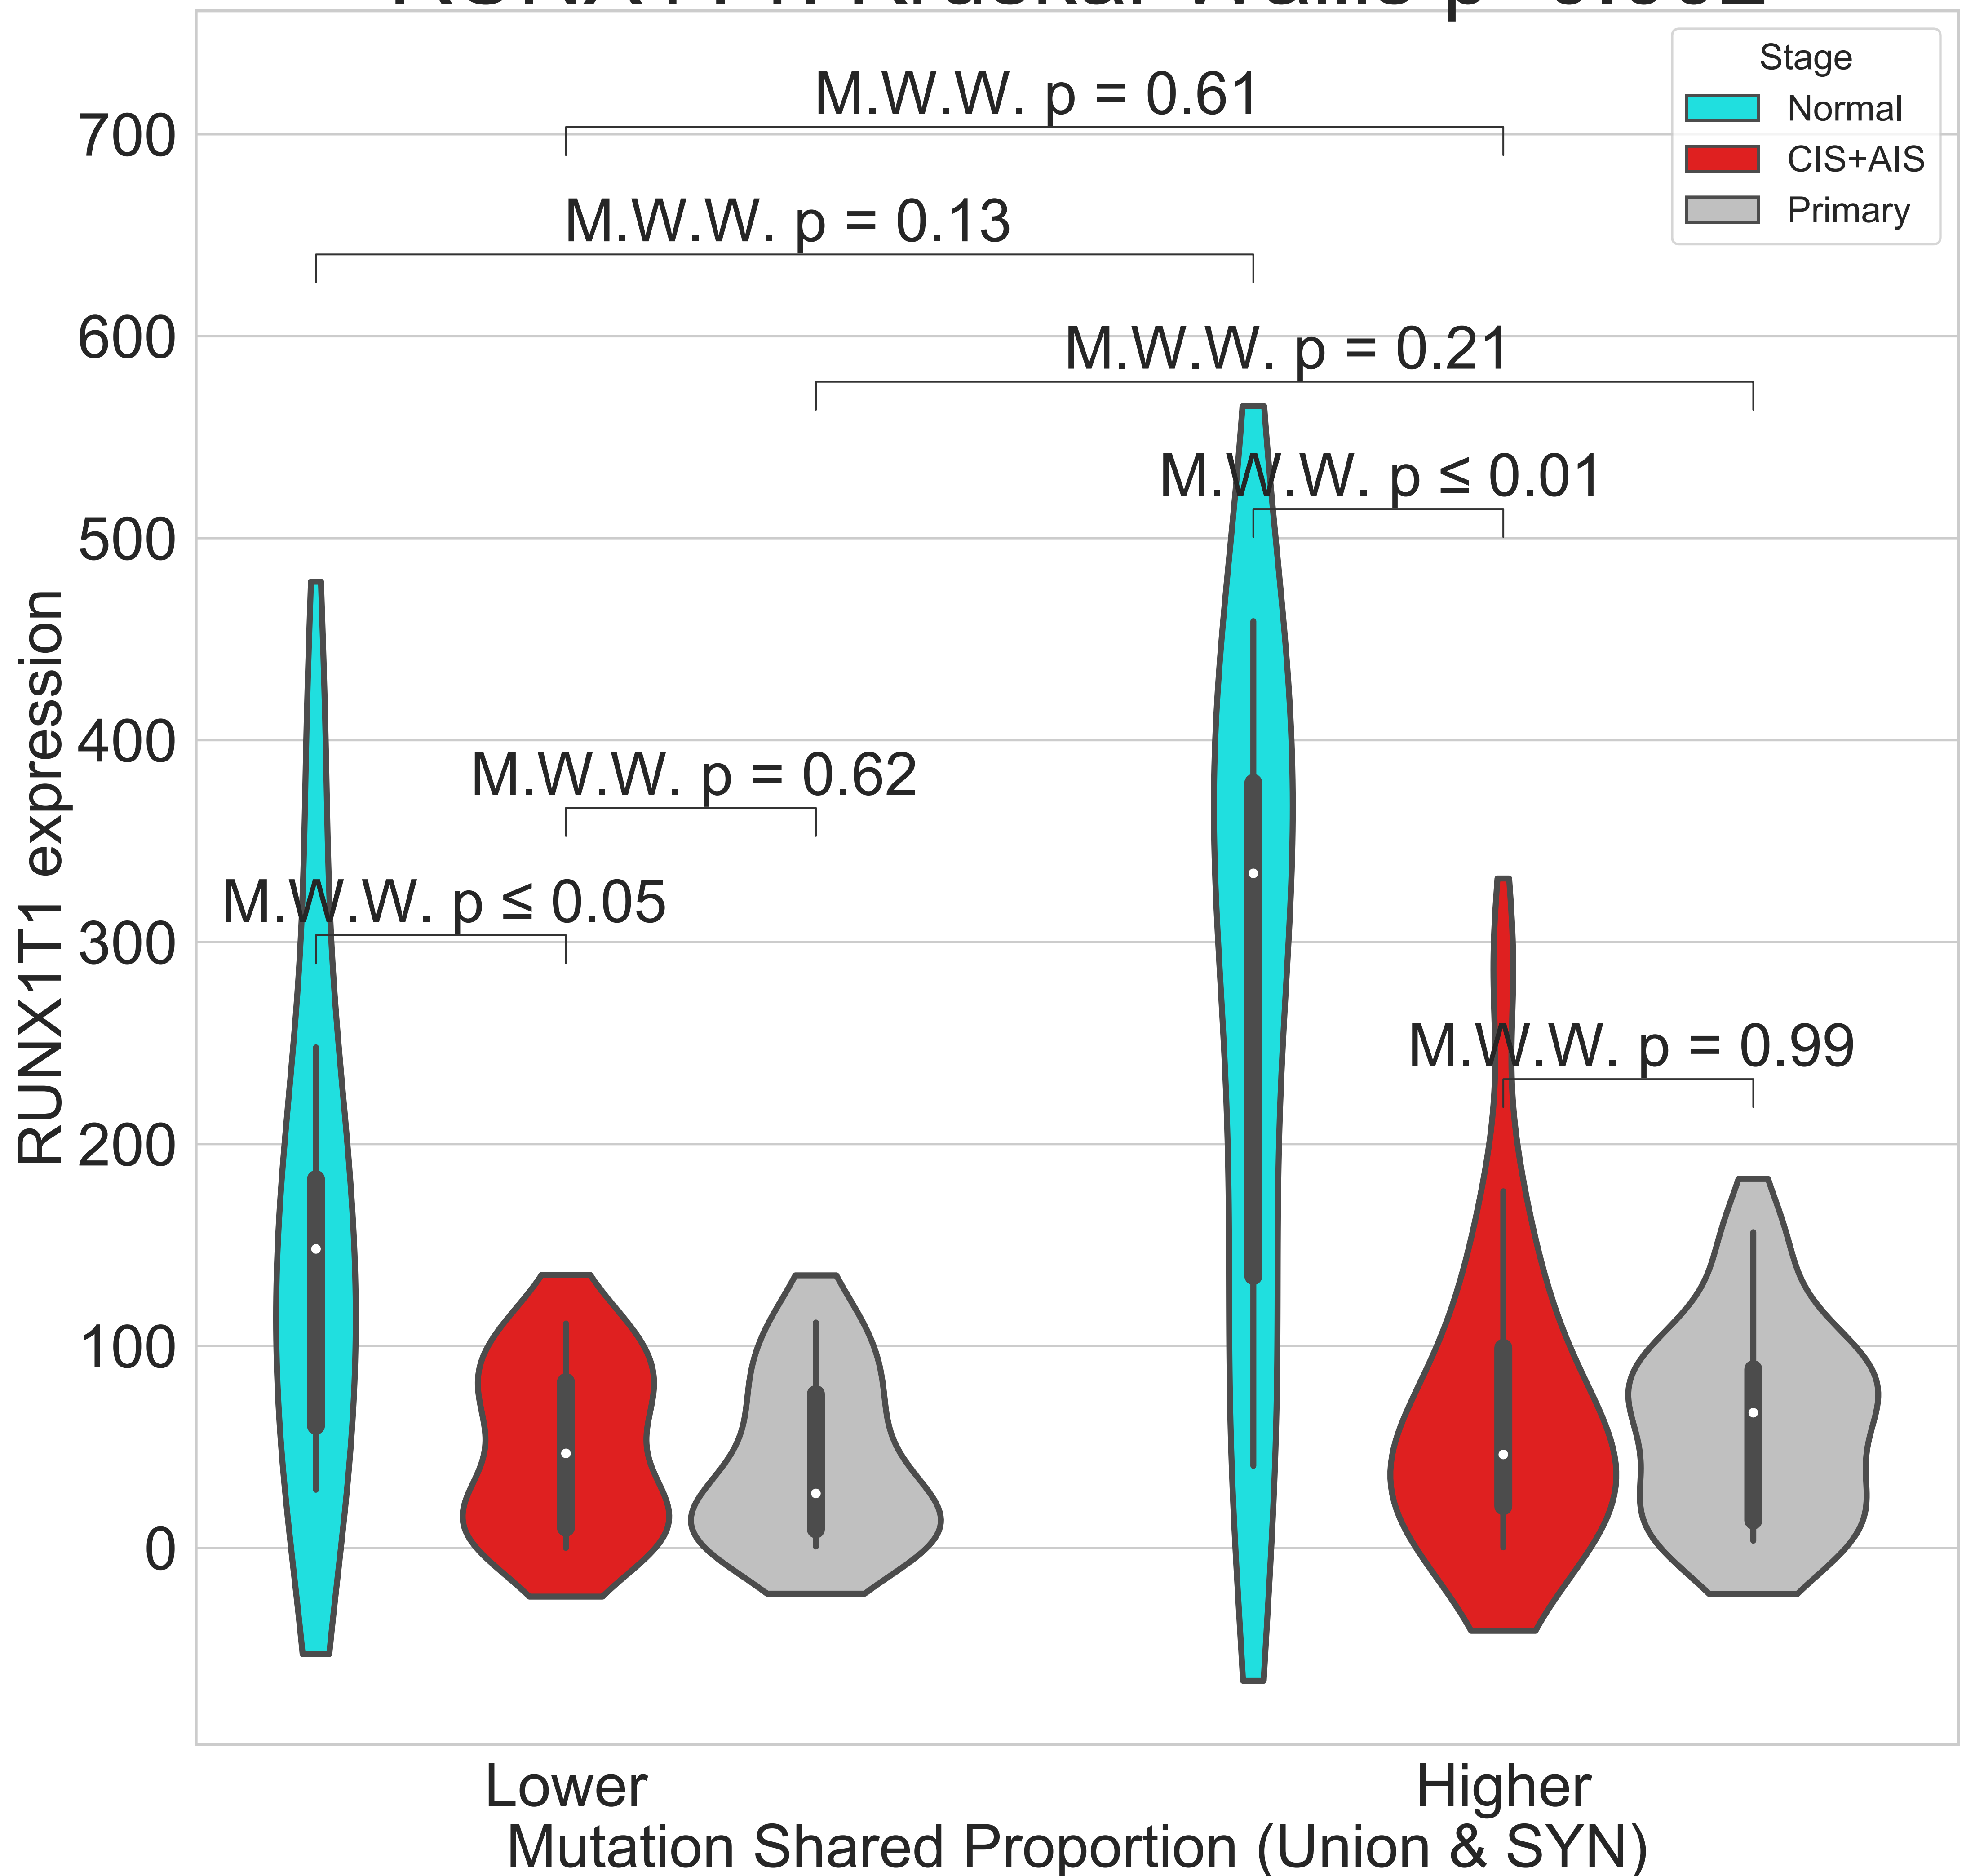 Stage
Normal
CIS+AIS
Primary
M.W.W. p = 0.61
M.W.W. p = 0.13
M.W.W. p = 0.21
M.W.W. p ≤ 0.01
M.W.W. p = 0.62
M.W.W. p ≤ 0.05
M.W.W. p = 0.99
700
600
500
400
300
200
100
0
RUNX1T1 expression
Lower
Higher
Mutation Shared Proportion (Union & SYN)